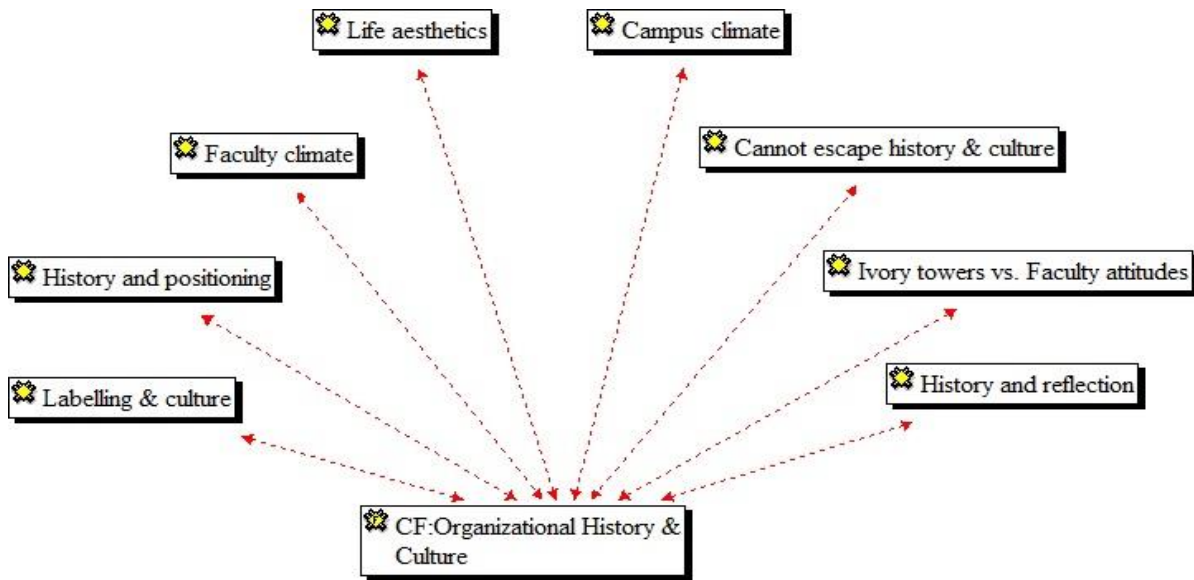 Life aesthetics
Campus climate
Faculty climate
Cannot escape history & culture
History and positioning
Ivory towers vs. Faculty attitudes
Labelling & culture
History and reflection
F CF:Organizational History &
Culture